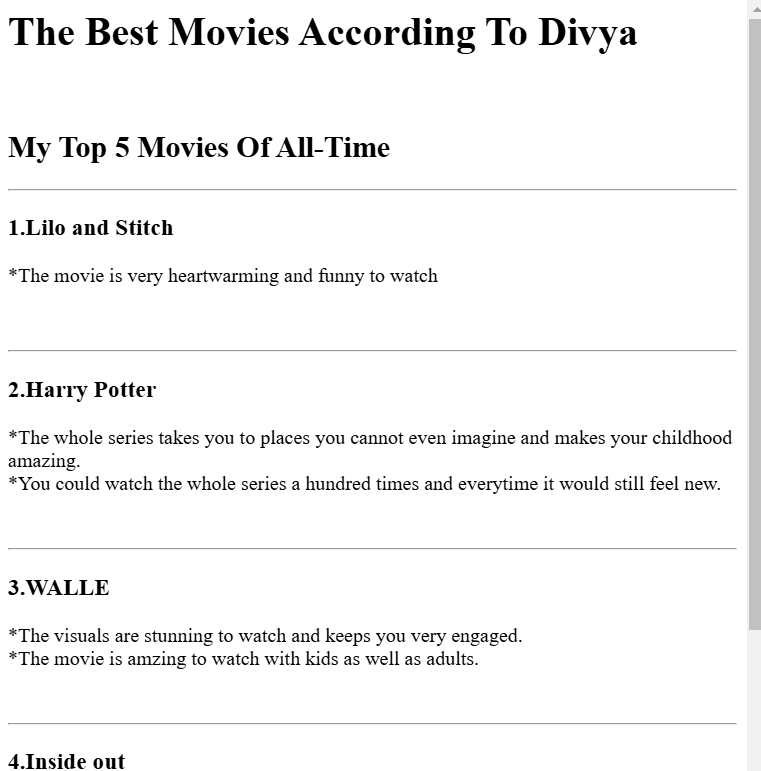 The Best Movies According To Divya
My Top 5 Movies Of All-Time
1.Lilo and Stitch
*The movie is very heartwarming and funny to watch
2.Harry Potter
*The whole series takes you to places you cannot even imagine and makes your childhood
amazing.
*You could watch the whole series a hundred times and everytime it would still feel new.
3.WALLE
*The visuals are stunning to watch and keeps you very engaged.
*The movie is amzing to watch with kids as well as adults.
4.Inside out